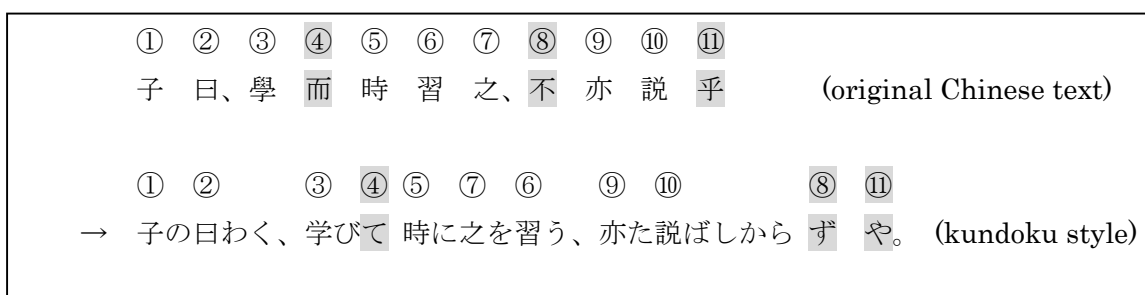 ① ② ③ ④ ⑤ ⑥ ⑦ ⑧ ⑨ ⑩ ⑪
子 曰、學 而 時 習 之、不 亦 説 乎 (original Chinese text)
① ② ③ ④ ⑤ ⑦ ⑥ ⑨ ⑩ ⑧ ⑪
→ 子の曰わく、学びて 時に之を習う、亦た説ばしから ず や。 (kundoku style)